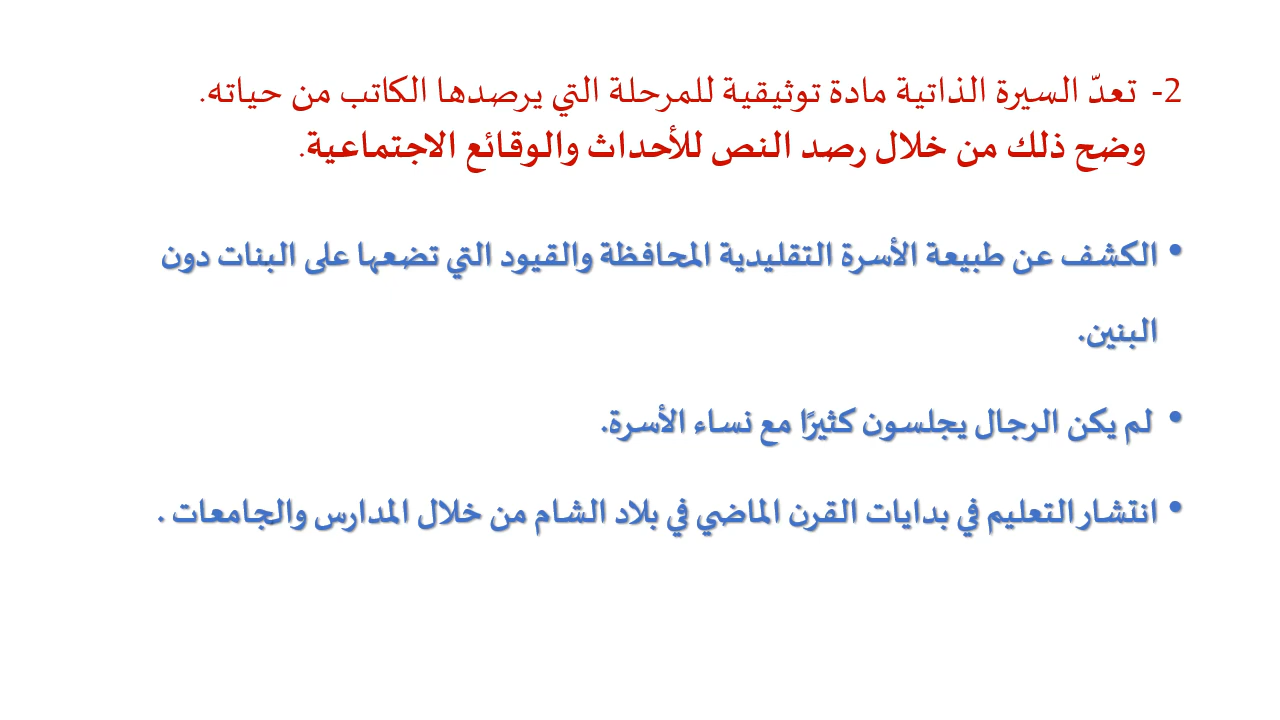 2- تعدّ السيرة الذاتية مادة توثيقية للمرحلة التي يرصدها الكاتب من حياته.
وضح ذلك من خلال رصد النص للأحداث والوقائع الاجتماعية.
• الكشف عن طبيعة الأسرة التقليدية المحافظة والقيود التي تضعها على البنات دون
البنين.
• لم يكن الرجال يجلسون كثيرًا مع نساء الأسرة.
• انتشار التعليم في بدايات القرن الماضي في بلاد الشام من خلال المدارس والجامعات .